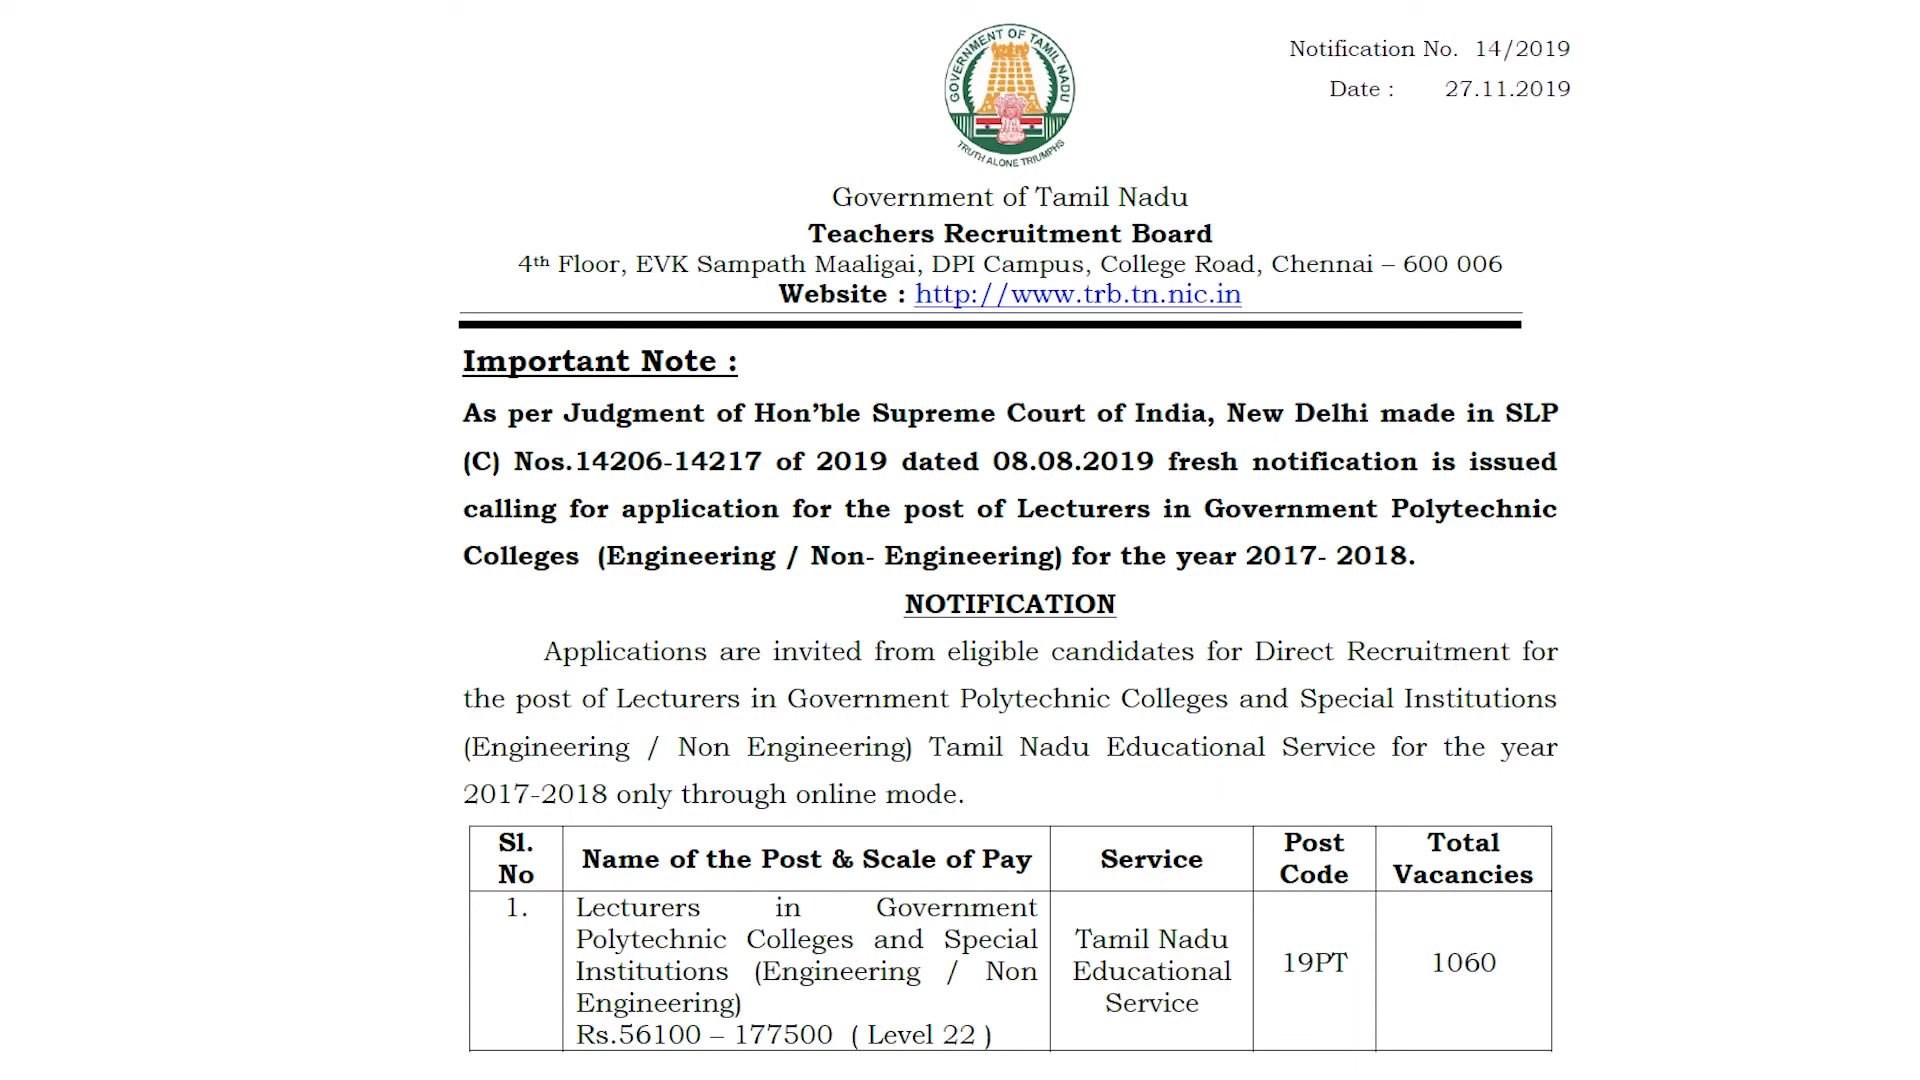 GOVERNMENT OF TAMIL NADU
TRUTH ALONE TRIUMPHS
Notification No. 14/2019
Date : 27.11.2019
Government of Tamil Nadu
Teachers Recruitment Board
4th Floor, EVK Sampath Maaligai, DPI Campus, College Road, Chennai – 600 006
Website : http://www.trb.tn.nic.in
Important Note :
As per Judgment of Hon’ble Supreme Court of India, New Delhi made in SLP
(C) Nos.14206-14217 of 2019 dated 08.08.2019 fresh notification is issued
calling for application for the post of Lecturers in Government Polytechnic
Colleges (Engineering / Non- Engineering) for the year 2017- 2018.
NOTIFICATION
Applications are invited from eligible candidates for Direct Recruitment for
the post of Lecturers in Government Polytechnic Colleges and Special Institutions
(Engineering / Non Engineering) Tamil Nadu Educational Service for the year
2017-2018 only through online mode.
Sl.
No
Name of the Post & Scale of Pay
Service
Post
Code
Total
Vacancies
1.
Lecturers in Government
Polytechnic Colleges and Special
Institutions (Engineering / Non
Engineering)
Rs.56100 – 177500 ( Level 22 )
Tamil Nadu
Educational
Service
19PT
1060